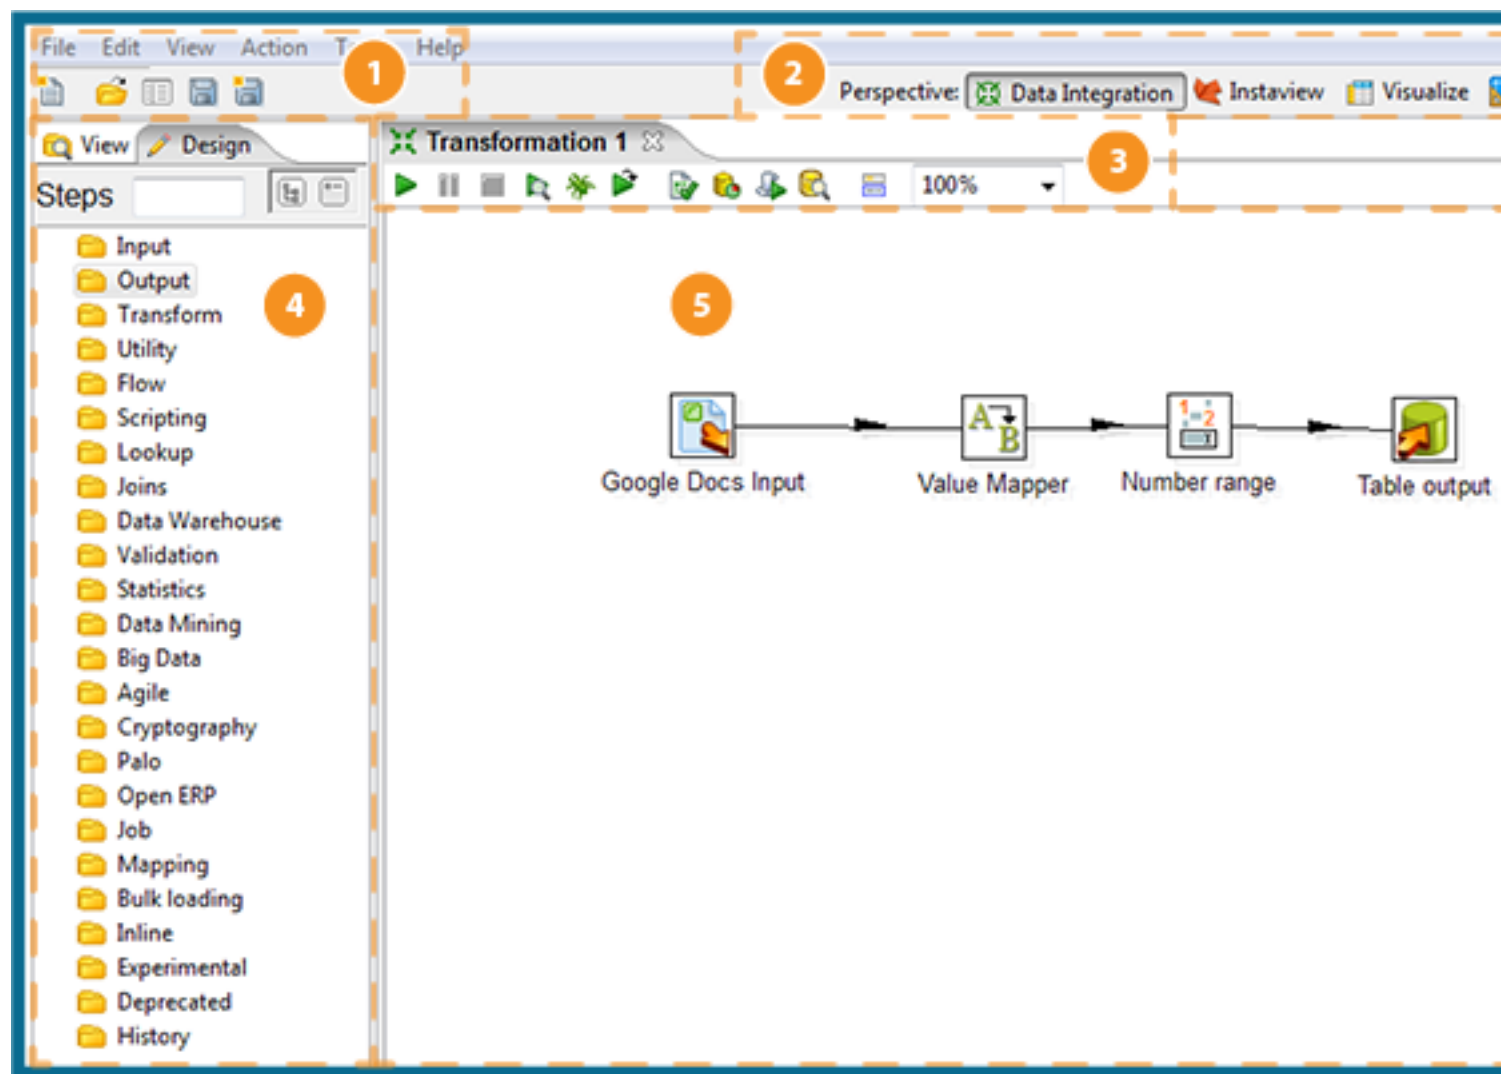 File Edit View Action Help
1
2
Perspective: Data Integration Instaview Visualize
View Design
Transformation 1
3
Steps
100%
Input
Output
Transform
Utility
Flow
Scripting
Lookup
Joins
Data Warehouse
Validation
Statistics
Data Mining
Big Data
Agile
Cryptography
Palo
Open ERP
Job
Mapping
Bulk loading
Inline
Experimental
Deprecated
History
4
5
Google Docs Input Value Mapper Number range Table output